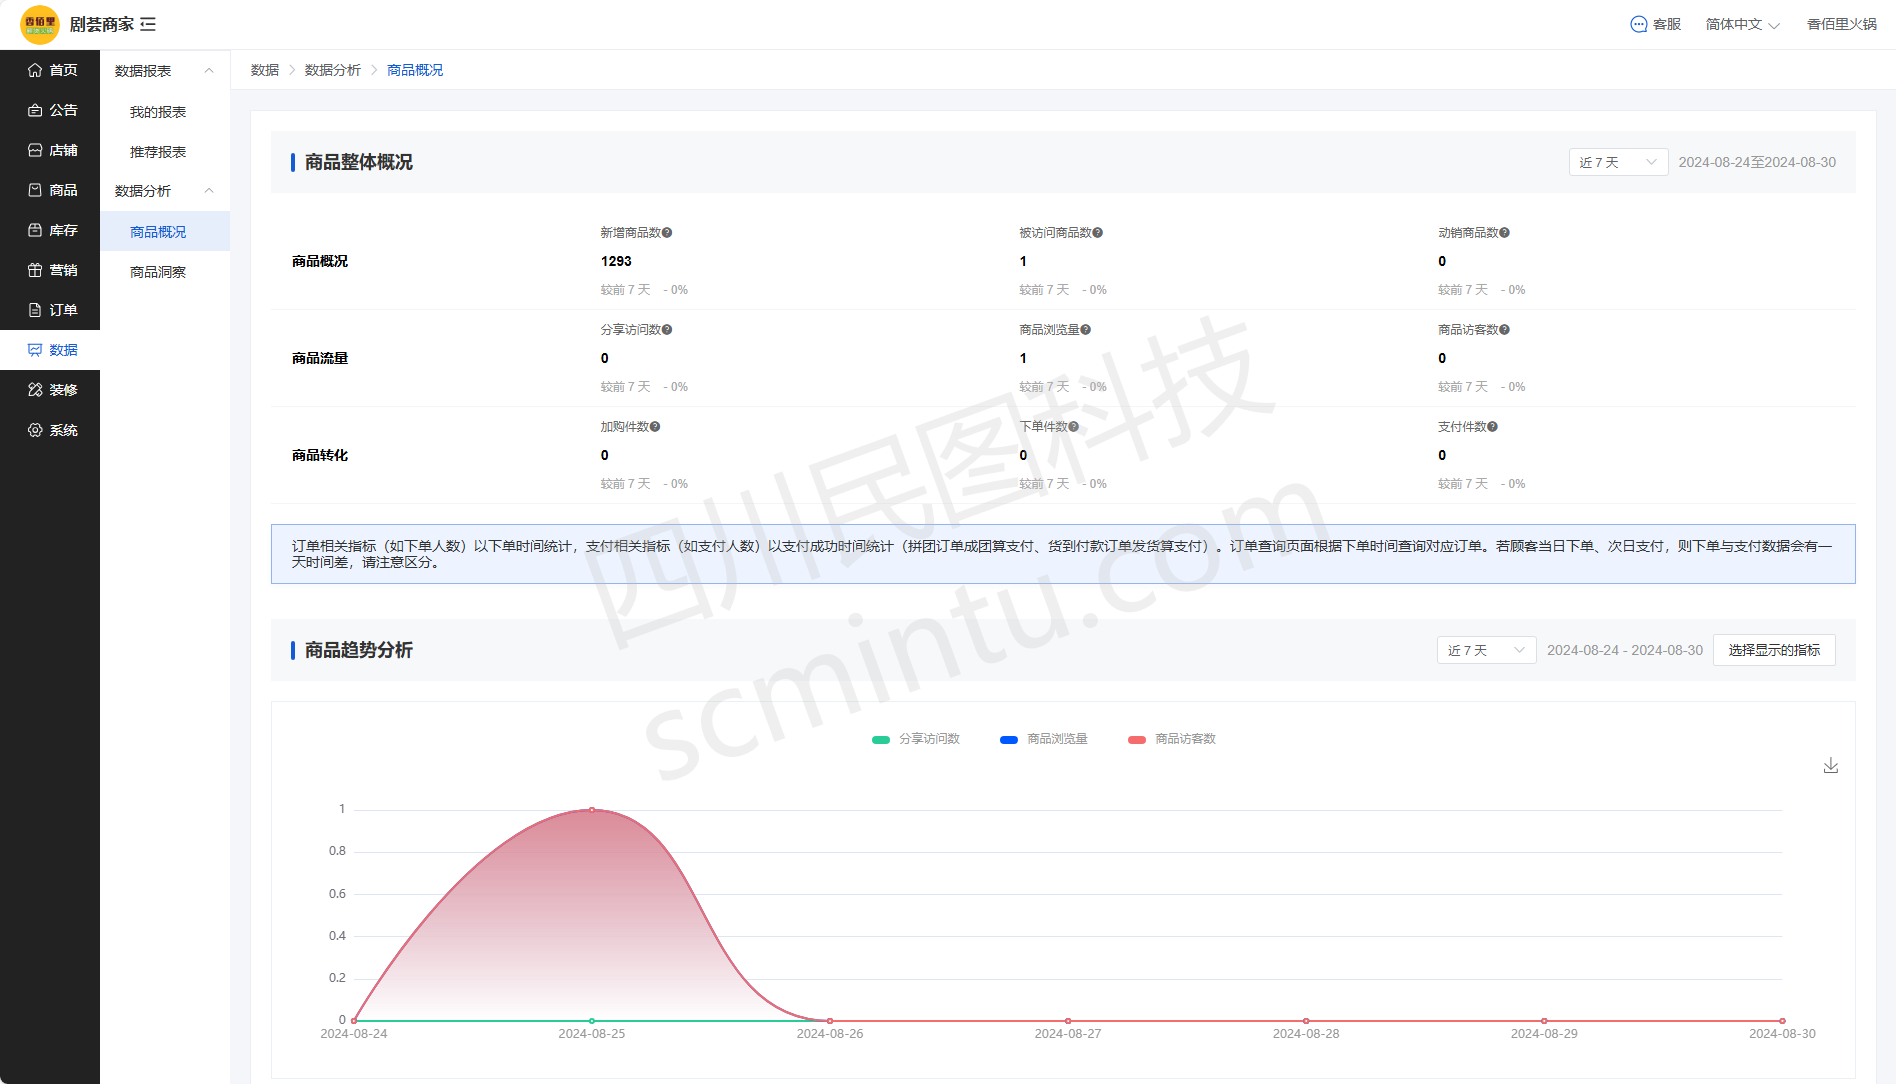 香佰里
剧荟商家
客服
简体中文
香佰里火锅
首页
公告
店铺
商品
库存
营销
订单
数据
装修
系统
数据报表
我的报表
推荐报表
数据分析
商品概况
商品洞察
数据 > 数据分析 > 商品概况
商品整体概况
近 7 天
2024-08-24至2024-08-30
商品概况
新增商品数
1293
较前 7 天 - 0%
被访问商品数
1
较前 7 天 - 0%
动销商品数
0
较前 7 天 - 0%
商品流量
分享访问数
0
较前 7 天 - 0%
商品浏览量
1
较前 7 天 - 0%
商品访客数
0
较前 7 天 - 0%
商品转化
加购件数
0
较前 7 天 - 0%
下单件数
0
较前 7 天 - 0%
支付件数
0
较前 7 天 - 0%
订单相关指标（如下单人数）以下单时间统计，支付相关指标（如支付人数）以支付成功时间统计（拼团订单成团算支付、货到付款订单发货算支付）。订单查询页面根据下单时间查询对应订单。若顾客当日下单、次日支付，则下单与支付数据会有一
天时间差，请注意区分。
四川民图科技
scmintu.com
商品趋势分析
近 7 天
2024-08-24 - 2024-08-30
选择显示的指标
分享访问数
商品浏览量
商品访客数
1
0.8
0.6
0.4
0.2
0
2024-08-24
2024-08-25
2024-08-26
2024-08-27
2024-08-28
2024-08-29
2024-08-30